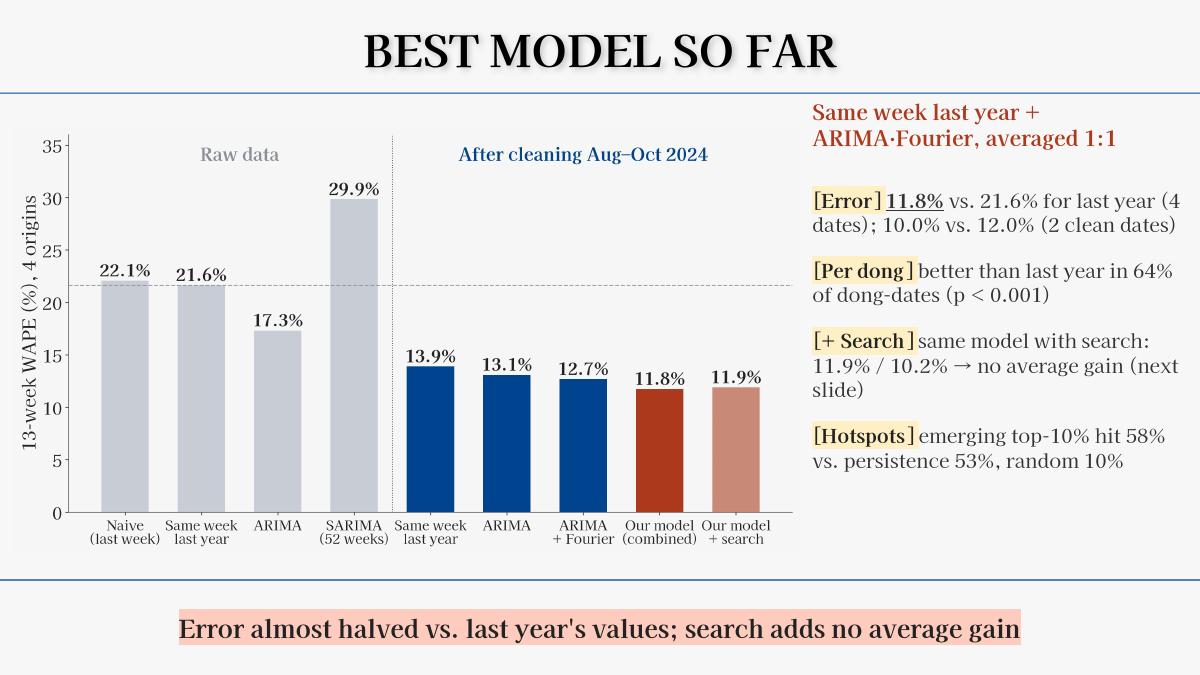 BEST MODEL SO FAR
Same week last year +
ARIMA·Fourier, averaged 1:1
[Error] 11.8% vs. 21.6% for last year (4
dates); 10.0% vs. 12.0% (2 clean dates)
[Per dong] better than last year in 64%
of dong-dates (p < 0.001)
[+ Search] same model with search:
11.9% / 10.2% → no average gain (next
slide)
[Hotspots] emerging top-10% hit 58%
vs. persistence 53%, random 10%
13-week WAPE (%), 4 origins
35
30
25
20
15
10
5
0
Raw data
After cleaning Aug–Oct 2024
22.1%
21.6%
17.3%
29.9%
13.9%
13.1%
12.7%
11.8%
11.9%
Naive
(last week)
Same week
last year
ARIMA
SARIMA
(52 weeks)
Same week
last year
ARIMA
ARIMA
+ Fourier
Our model
(combined)
Our model
+ search
Error almost halved vs. last year's values; search adds no average gain